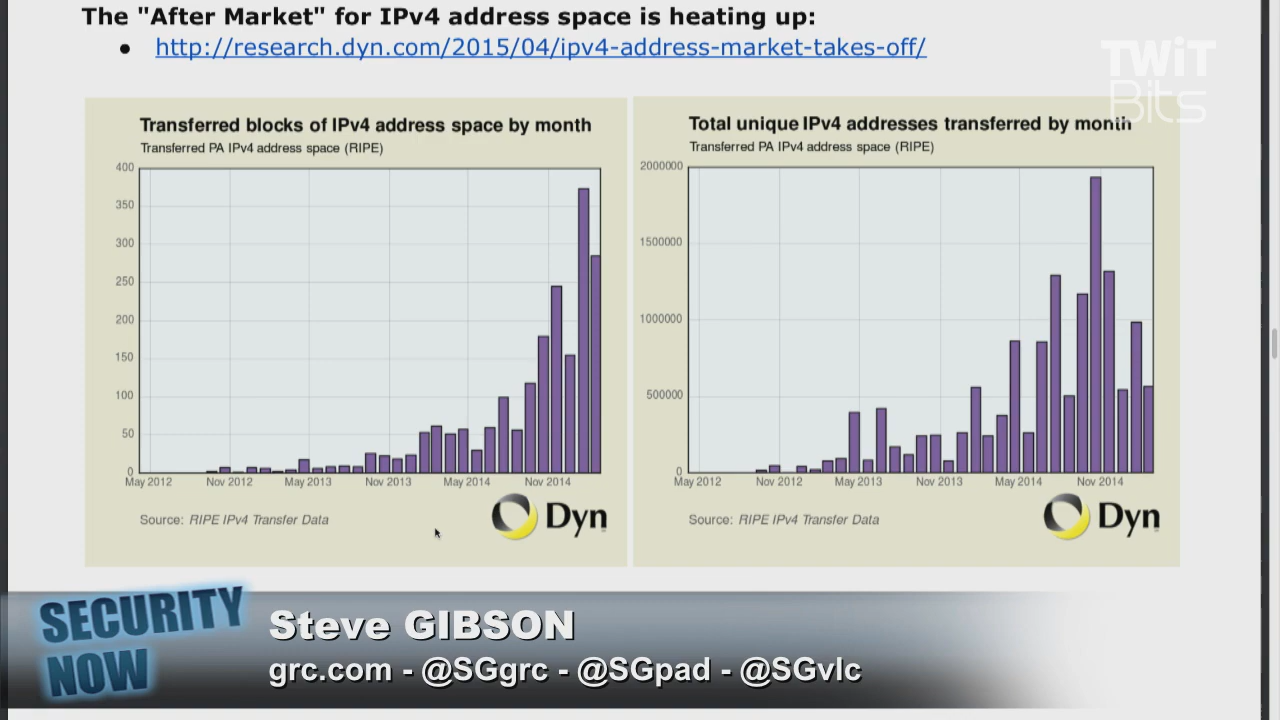 The "After Market" for IPv4 address space is heating up:
● http://research.dyn.com/2015/04/ipv4-address-market-takes-off/
TWiT
Bits
Transferred blocks of IPv4 address space by month
Transferred PA IPv4 address space (RIPE)
400
350
300
250
200
150
100
50
0
May 2012 Nov 2012 May 2013 Nov 2013 May 2014 Nov 2014
Source: RIPE IPv4 Transfer Data
Dyn
Total unique IPv4 addresses transferred by month
Transferred PA IPv4 address space (RIPE)
2000000
1500000
1000000
500000
0
May 2012 Nov 2012 May 2013 Nov 2013 May 2014 Nov 2014
Source: RIPE IPv4 Transfer Data
Dyn
SECURITY
NOW
Steve GIBSON
grc.com - @SGgrc - @SGpad - @SGvlc